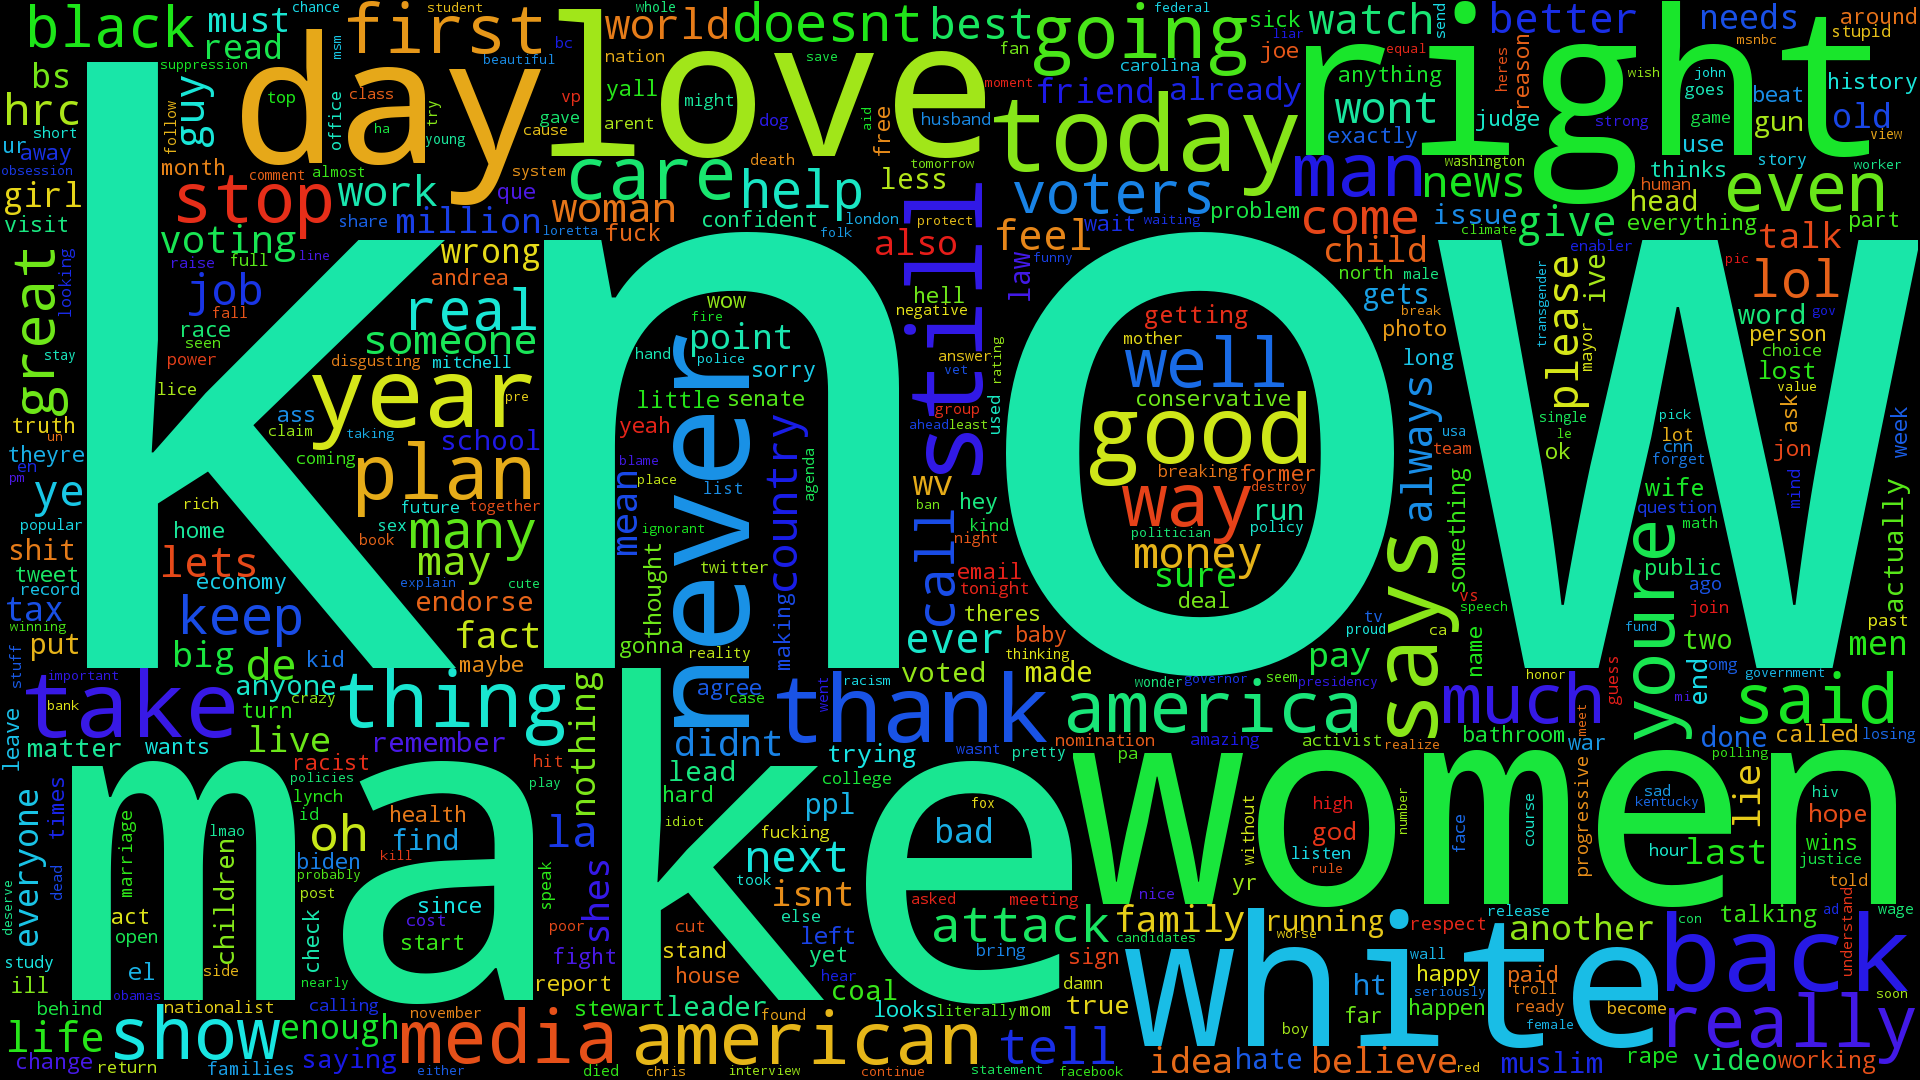 black must read first world doesnt best going sick watch better needs around stupid
student chance whole federal send msnbc
bs hrc guy day love right
suppression msm beautiful bc nation save fan carolina joe equal heres reason wish john goes beat history
short top class office try vp yall might moment friend already anything wont judge gun old
ur away follow ha young gave arent dog aid free husband today exactly strong use game view
obsession month comment almost cause system care death less tomorrow man washington thinks story worker
girl stop work que help confident london voters news human head even
visit share million woman folk protect wait waiting problem come issue give everything part
voting loretta fuck also feel law funny child climate enabler talk
great raise full line wrong real andrea hell north male gets please ive pic lol
looking job fall know wow fire negative getting break transgender photo word gov
race seen someone point police still mother well long mayor person choice
stay power disgusting mitchell hand sorry answer vet rating conservative lost value
lice year pre little senate group used good always single ask
truth ass claim taking yeah never ahead least usa team le pick lot jon week
uh theyre school coming blame country breaking former ok cnn forget
en pm ye plan place list agenda wv way destroy something wife mind
rich future together mean ban hey run question
popular home sex many ignorant call kind politician policy math actually
shit lets book may night money youre public
tweet economy explain cute thought twitter email sure says vs ago
record tax keep endorse making tonight deal speech join
winning put fact gonna theres tv proud ca fund two past
big de kid maybe reality ever baby thinking name men
stuff take important anyone thing agree voted made pay guess omg
bank turn crazy case racism went thank wonder governor seem presidency honor mi end government said
leave matter wants live remember nothing didnt america much
racist hit trying wasnt pretty nomination amazing activist realize bathroom meet war done called losing
policies play lead college pa women polling
times lynch id health hard ppl fox high number face course progressive sad kentucky lie hiv hope
everyone marriage lmao oh find la idiot fucking bad god without listen hour last wins justice
dead children biden kill make next took rule told
deserve probably post speak shes isnt asked meeting nice yr
act since cost attack family running respect release another talking ad wage
open check start poor cut else left candidates worse con understand back
study el side fight stand yet bring sign white wall
ill nearly house hear damn ht happy paid
obamas nationalist calling report coal true seriously troll
behind november stewart leader found looks literally mom far happen ready become soon
life show enough media american tell boy female really
change saying died idea hate believe muslim rape video working
return families either chris interview continue statement facebook red